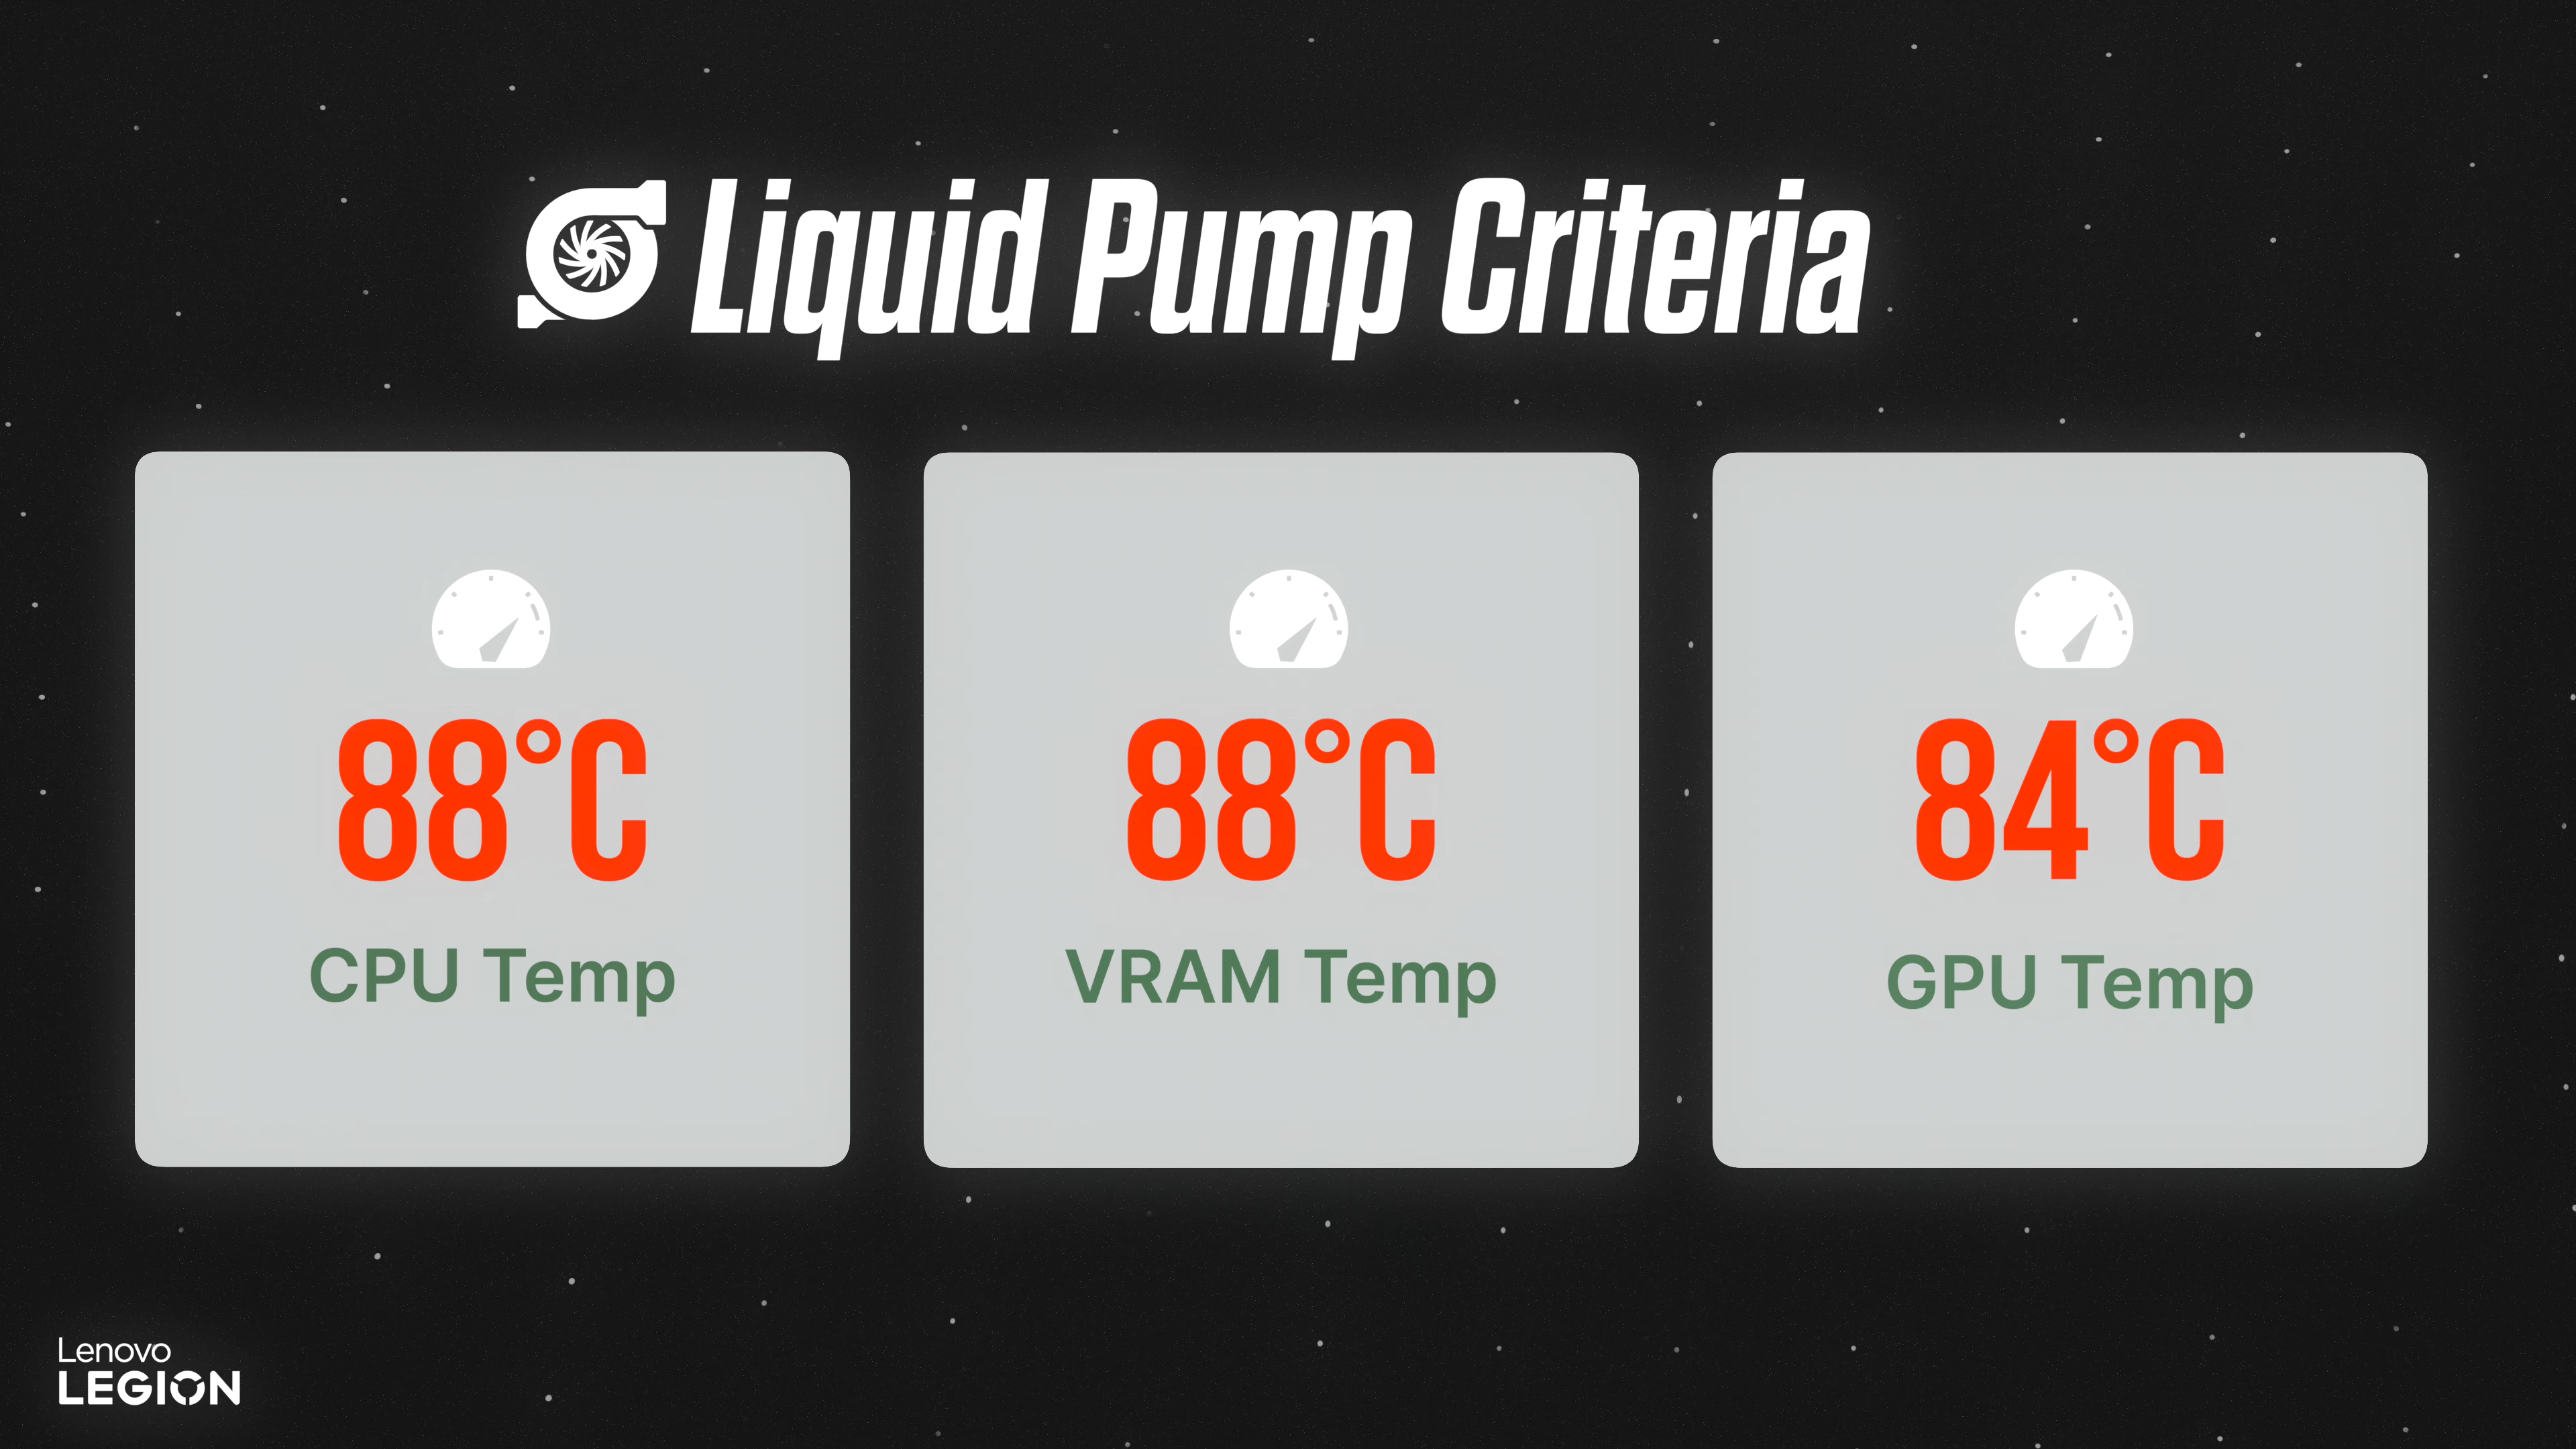 Liquid Pump Criteria
88°C
CPU Temp
88°C
VRAM Temp
84°C
GPU Temp
Lenovo
LEGION